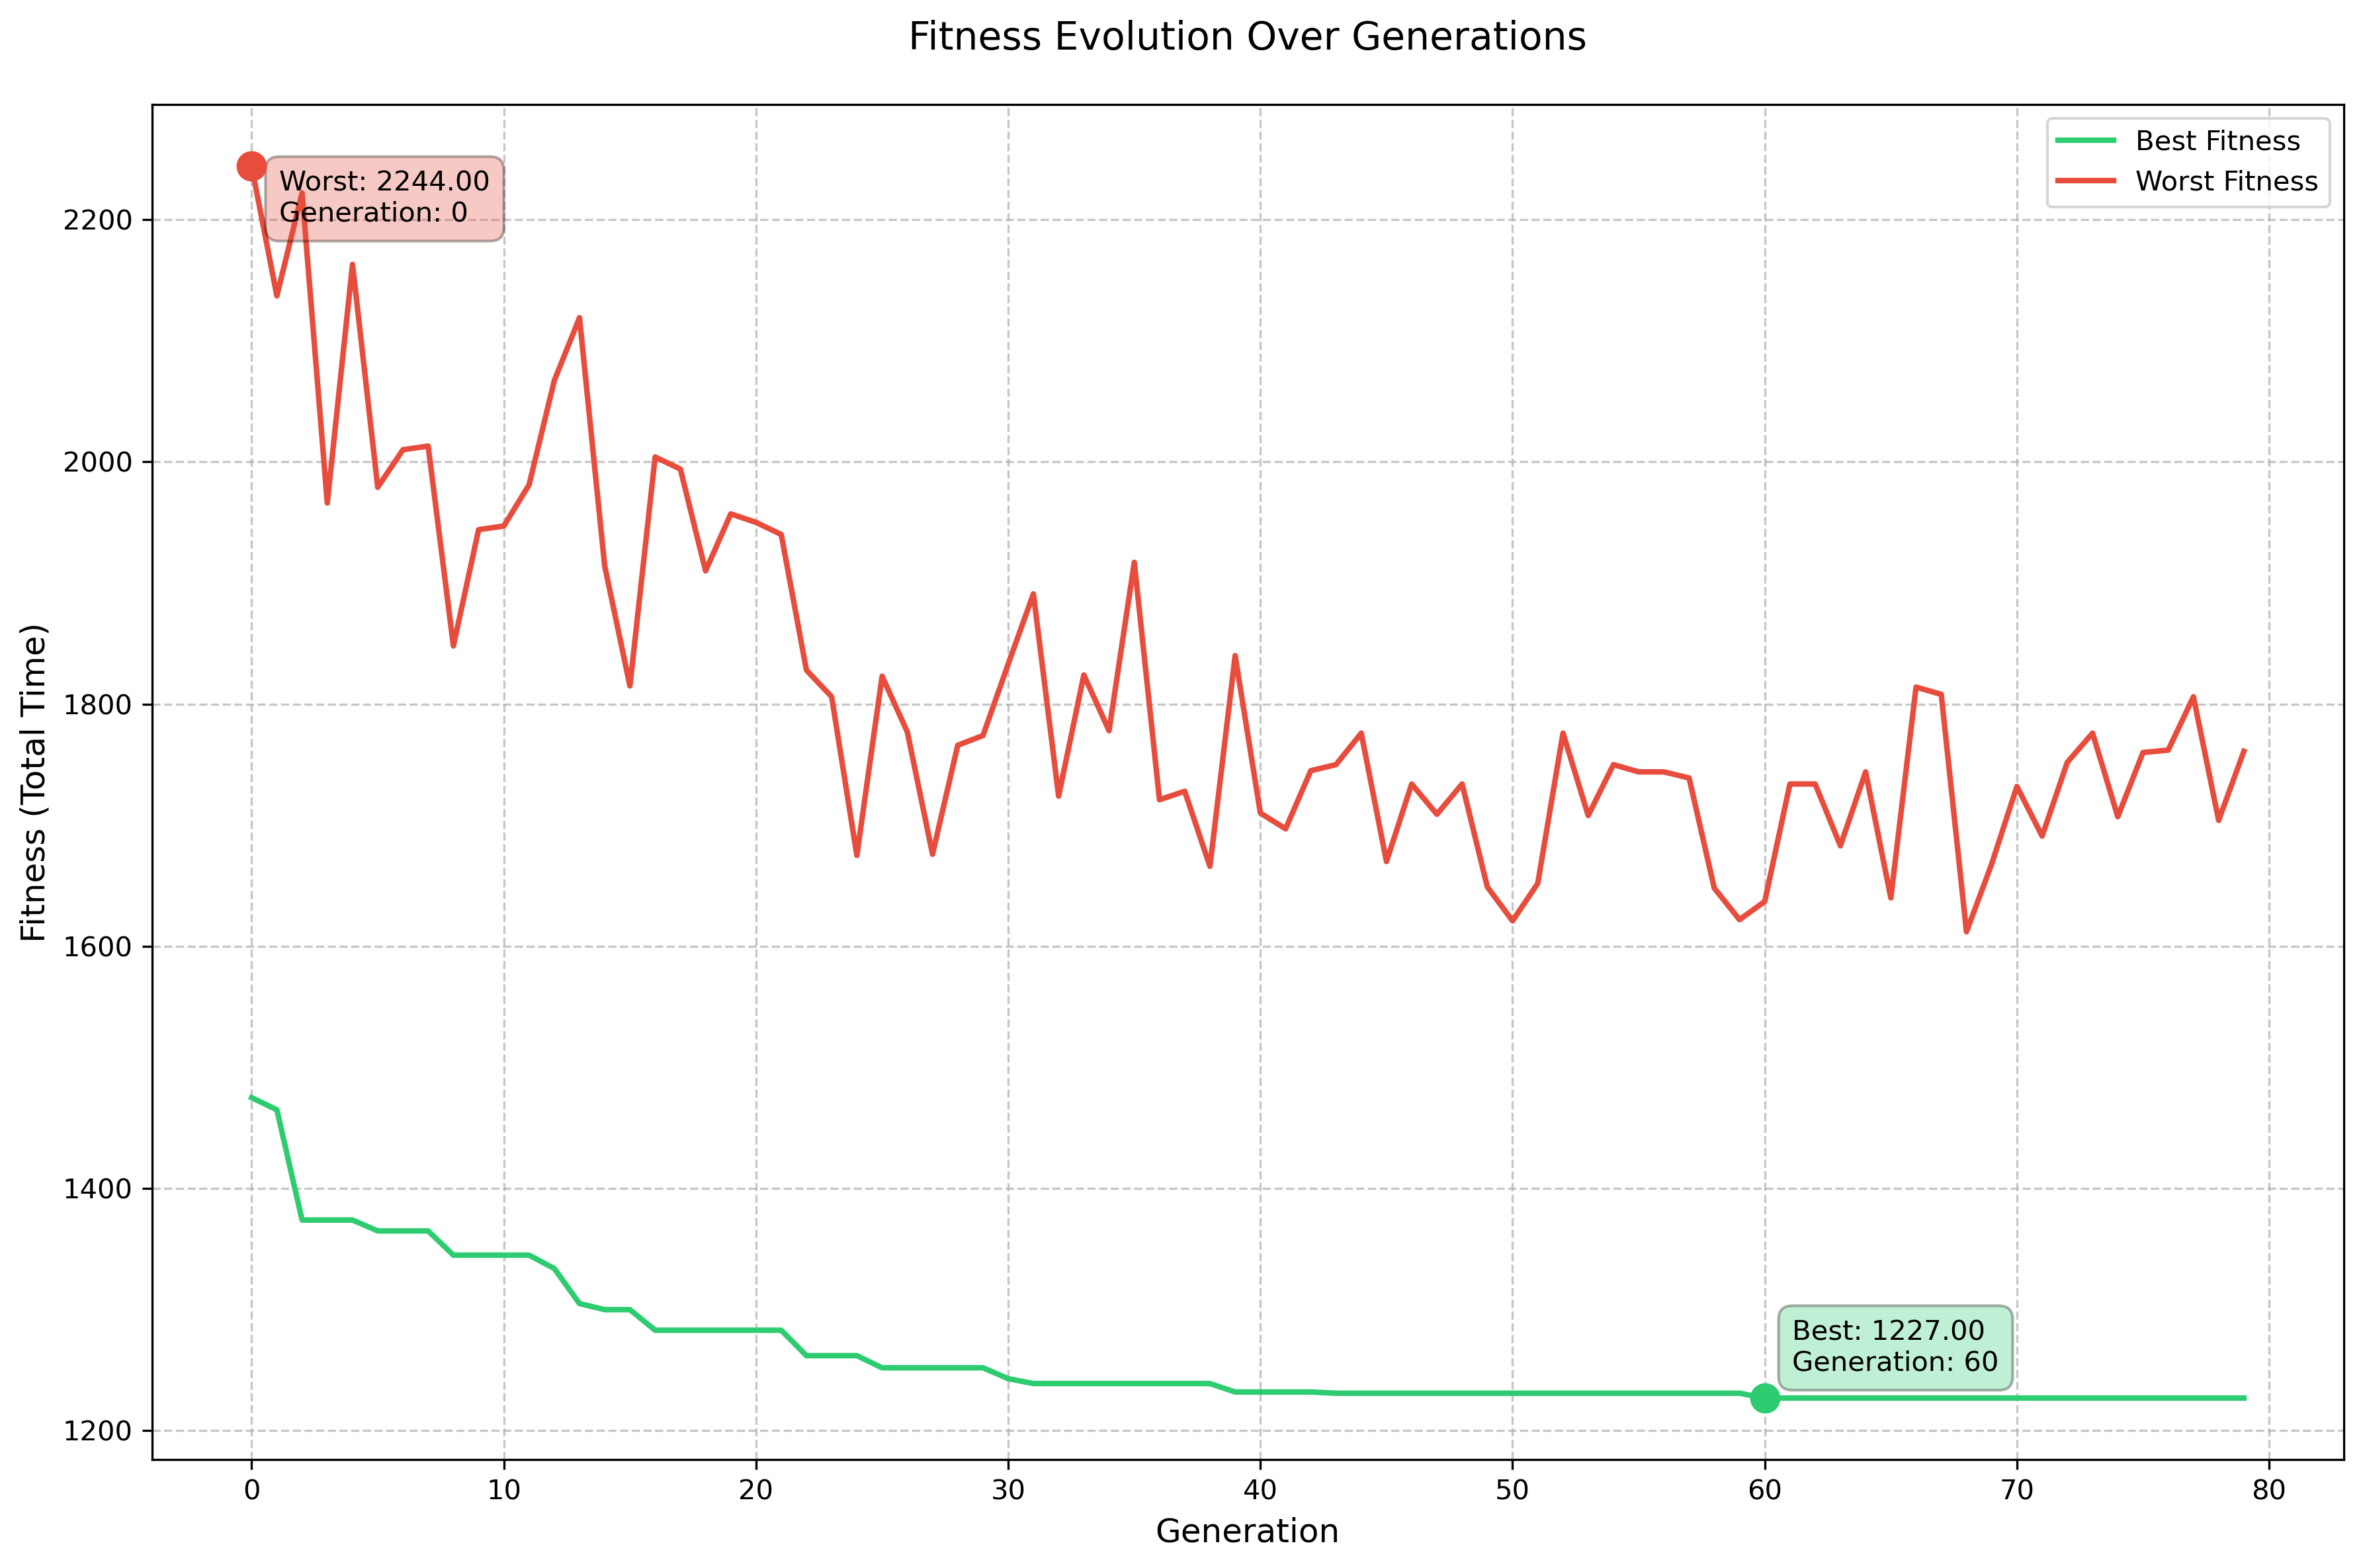 Fitness Evolution Over Generations
Best Fitness
Worst Fitness
Worst: 2244.00
Generation: 0
2200
2000
1800
1600
1400
1200
Fitness (Total Time)
Best: 1227.00
Generation: 60
0 10 20 30 40 50 60 70 80
Generation